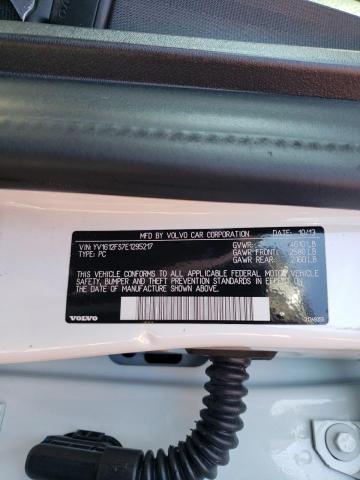 MFD. BY VOLVO CAR CORPORATION DATE: 10/13
VIN: YV1612FS7E1295217 GVWR: 4610 LB
TYPE: PC GAWR FRONT: 2580 LB
GAWR REAR: 2160 LB
THIS VEHICLE CONFORMS TO ALL APPLICABLE FEDERAL MOTOR VEHICLE
SAFETY, BUMPER AND THEFT PREVENTION STANDARDS IN EFFECT ON THE
DATE OF MANUFACTURE SHOWN ABOVE.
VOLVO